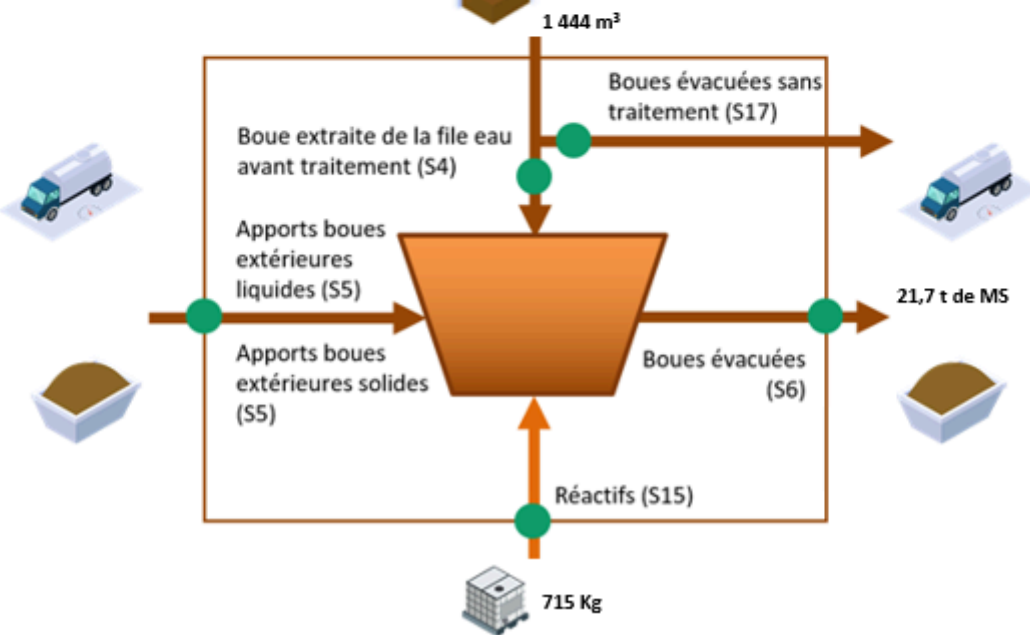 1 444 m³
Boues évacuées sans
traitement (S17)
Boue extraite de la file eau
avant traitement (S4)
Apports boues
extérieures
liquides (S5)
21,7 t de MS
Apports boues
extérieures solides
(S5)
Boues évacuées
(S6)
Réactifs (S15)
715 Kg